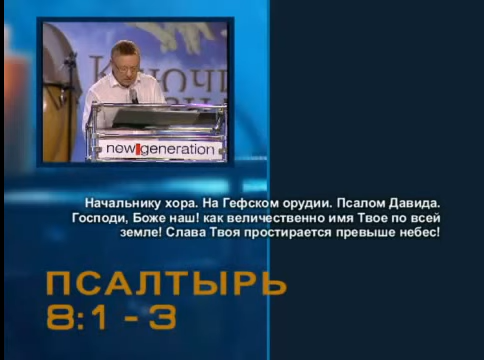 Ключи
new generation
Начальнику хора. На Гефском орудии. Псалом Давида.
Господи, Боже наш! как величественно имя Твое по всей
земле! Слава Твоя простирается превыше небес!
ПСАЛТЫРЬ
8:1 - 3